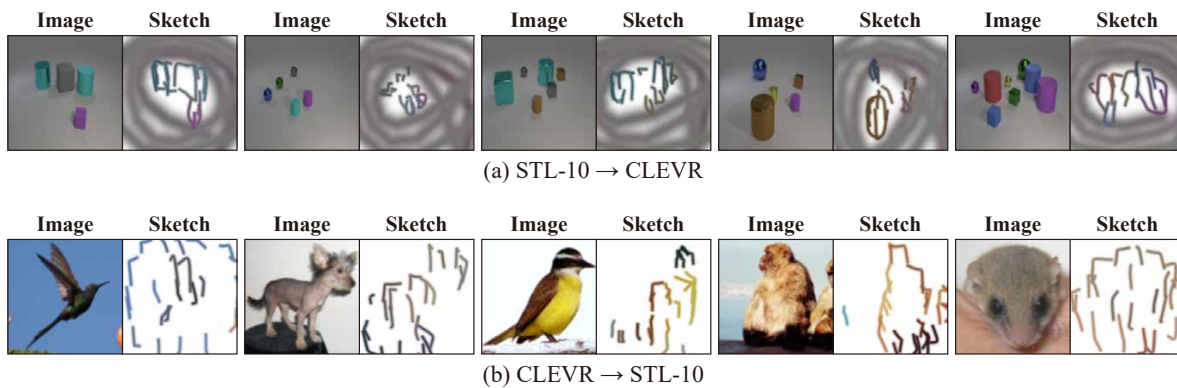 Image Sketch Image Sketch Image Sketch Image Sketch Image Sketch
(a) STL-10 → CLEVR
Image Sketch Image Sketch Image Sketch Image Sketch Image Sketch
(b) CLEVR → STL-10